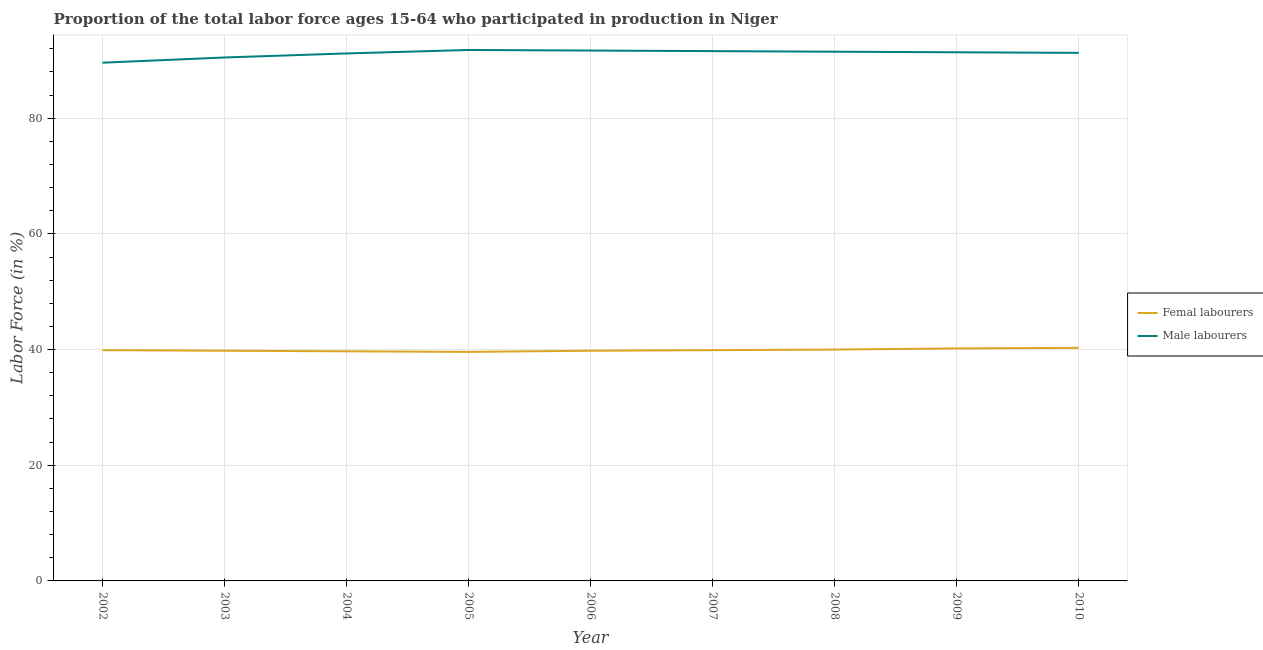 Proportion of the total labor force ages 15-64 who participated in production in Niger
Labor Force (in %)
80
60
40
20
0
2002
2003
2004
2005
2006
2007
2008
2009
2010
Year
Femal labourers
Male labourers